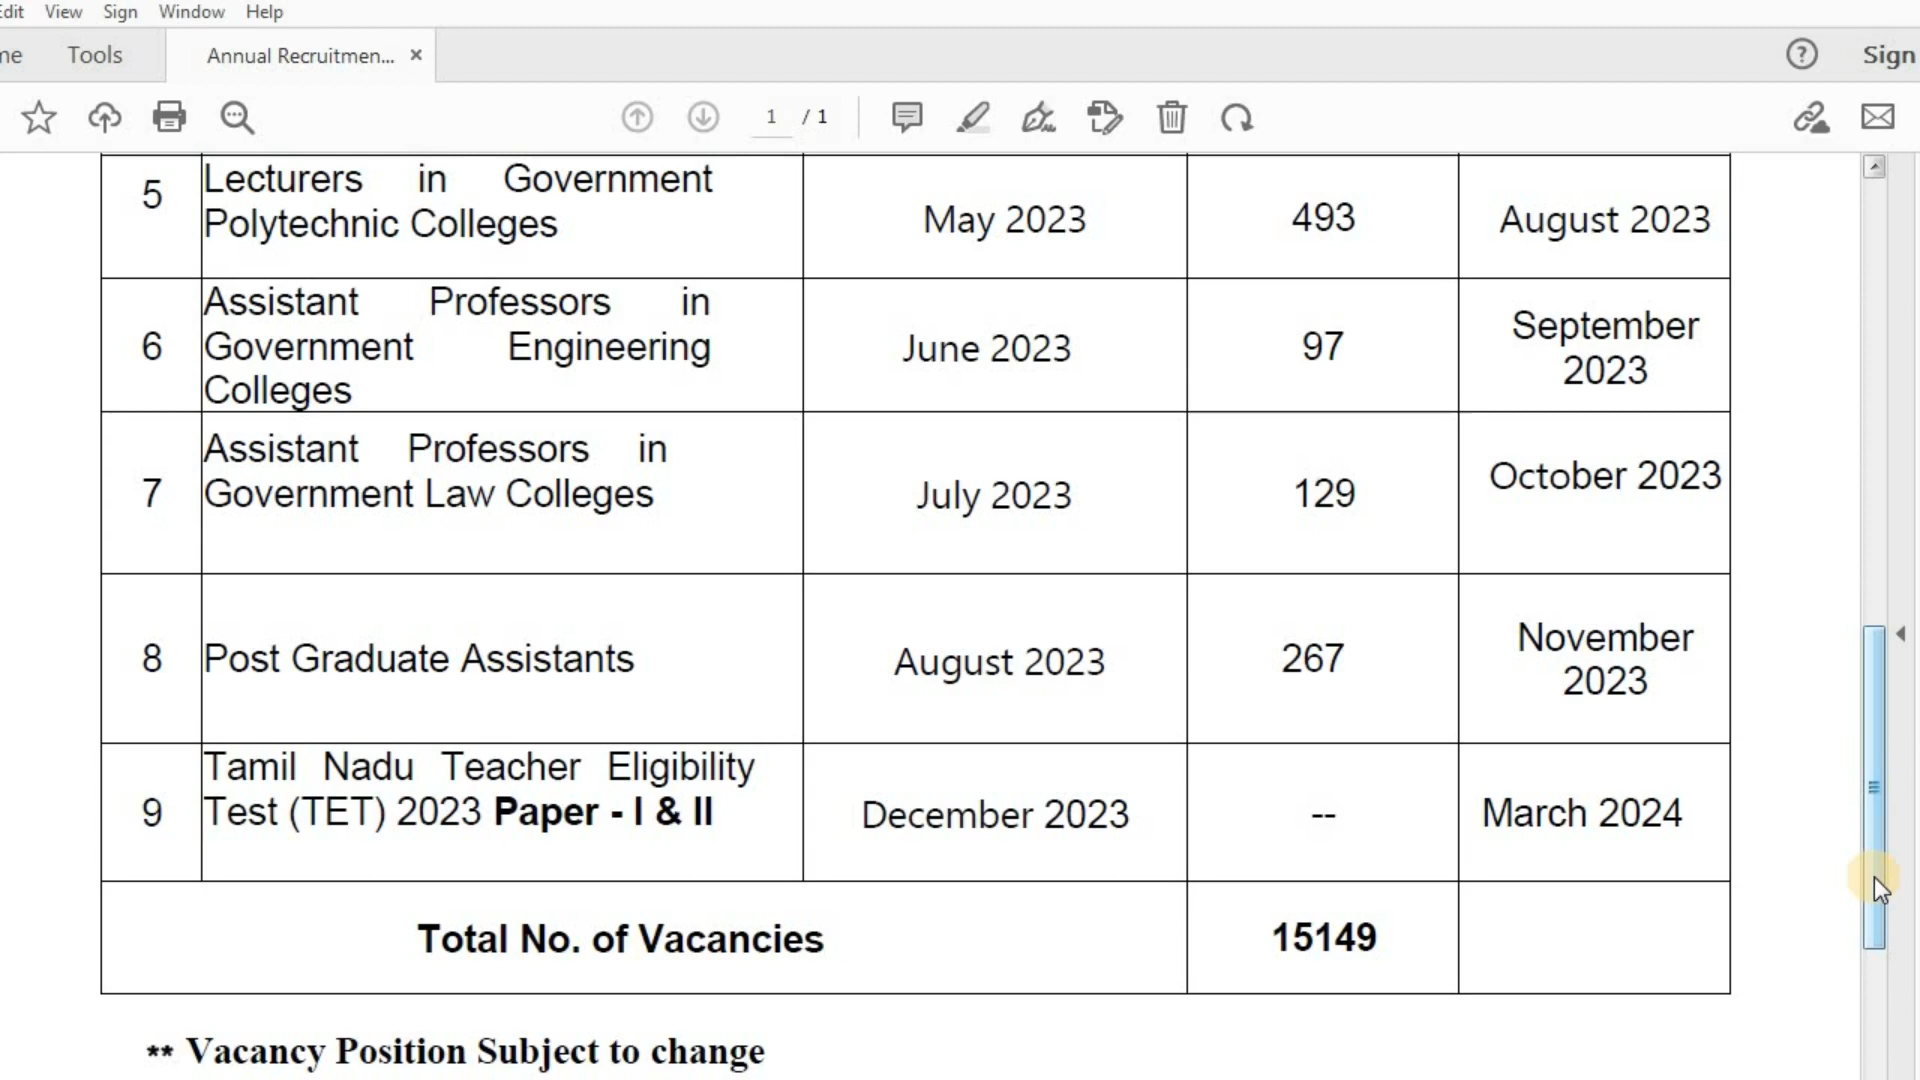 Edit View Sign Window Help
me Tools Annual Recruitmen... × Sign
1 / 1
5 Lecturers in Government Polytechnic Colleges May 2023 493 August 2023
6 Assistant Professors in Government Engineering Colleges June 2023 97 September 2023
7 Assistant Professors in Government Law Colleges July 2023 129 October 2023
8 Post Graduate Assistants August 2023 267 November 2023
9 Tamil Nadu Teacher Eligibility Test (TET) 2023 Paper - I & II December 2023 -- March 2024
Total No. of Vacancies 15149
** Vacancy Position Subject to change